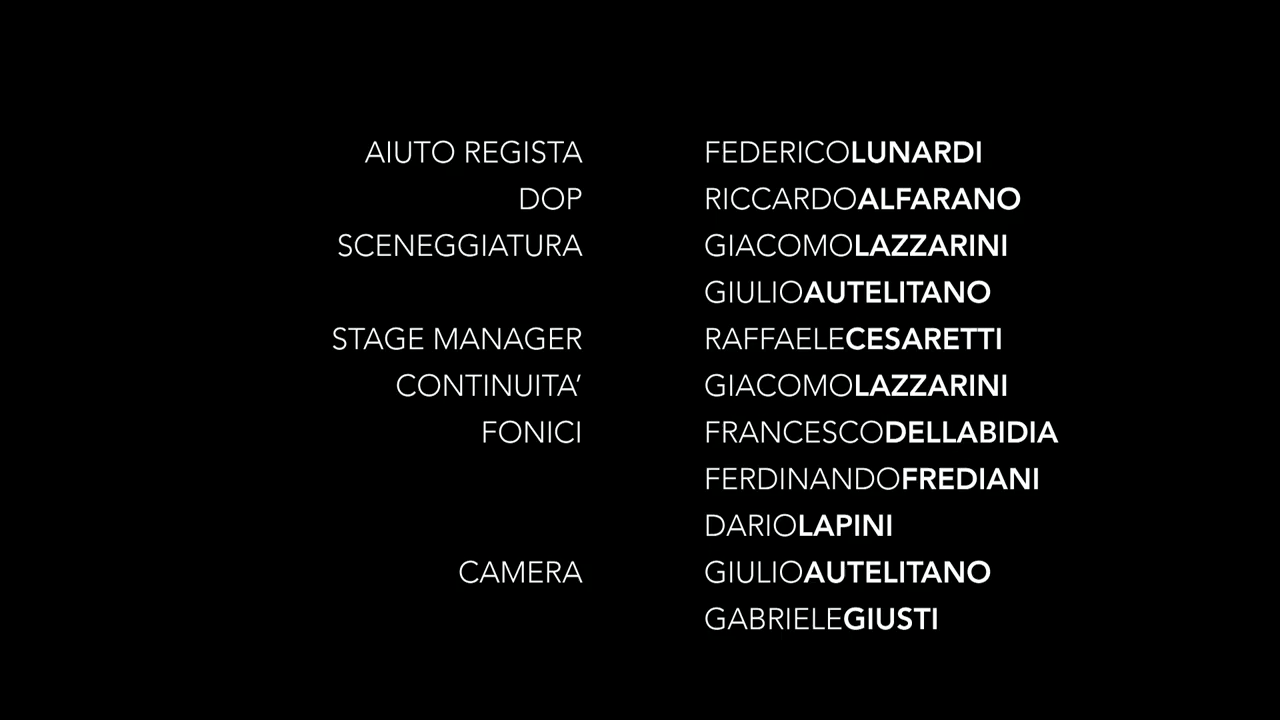 AIUTO REGISTA FEDERICOLUNARDI
DOP RICCARDOALFARANO
SCENEGGIATURA GIACOMOLAZZARINI
GIULIOAUTELITANO
STAGE MANAGER RAFFAELECESARETTI
CONTINUITA’ GIACOMOLAZZARINI
FONICI FRANCESCODELLABIDIA
FERDINANDOFREDIANI
DARIOLAPINI
CAMERA GIULIOAUTELITANO
GABRIELEGIUSTI